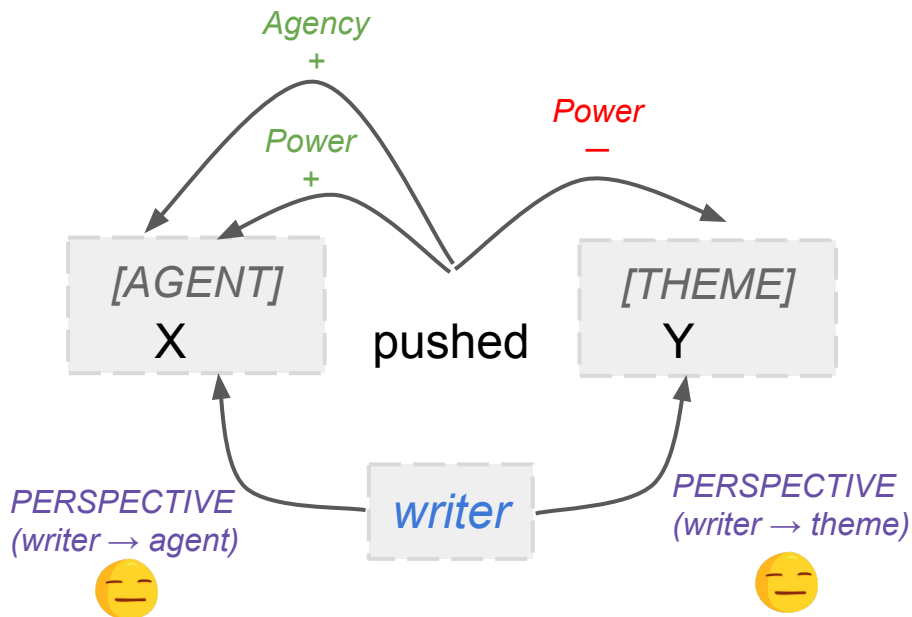 Agency
+
Power
+
Power
—
[AGENT]
X
pushed
[THEME]
Y
writer
PERSPECTIVE
(writer → agent)
PERSPECTIVE
(writer → theme)